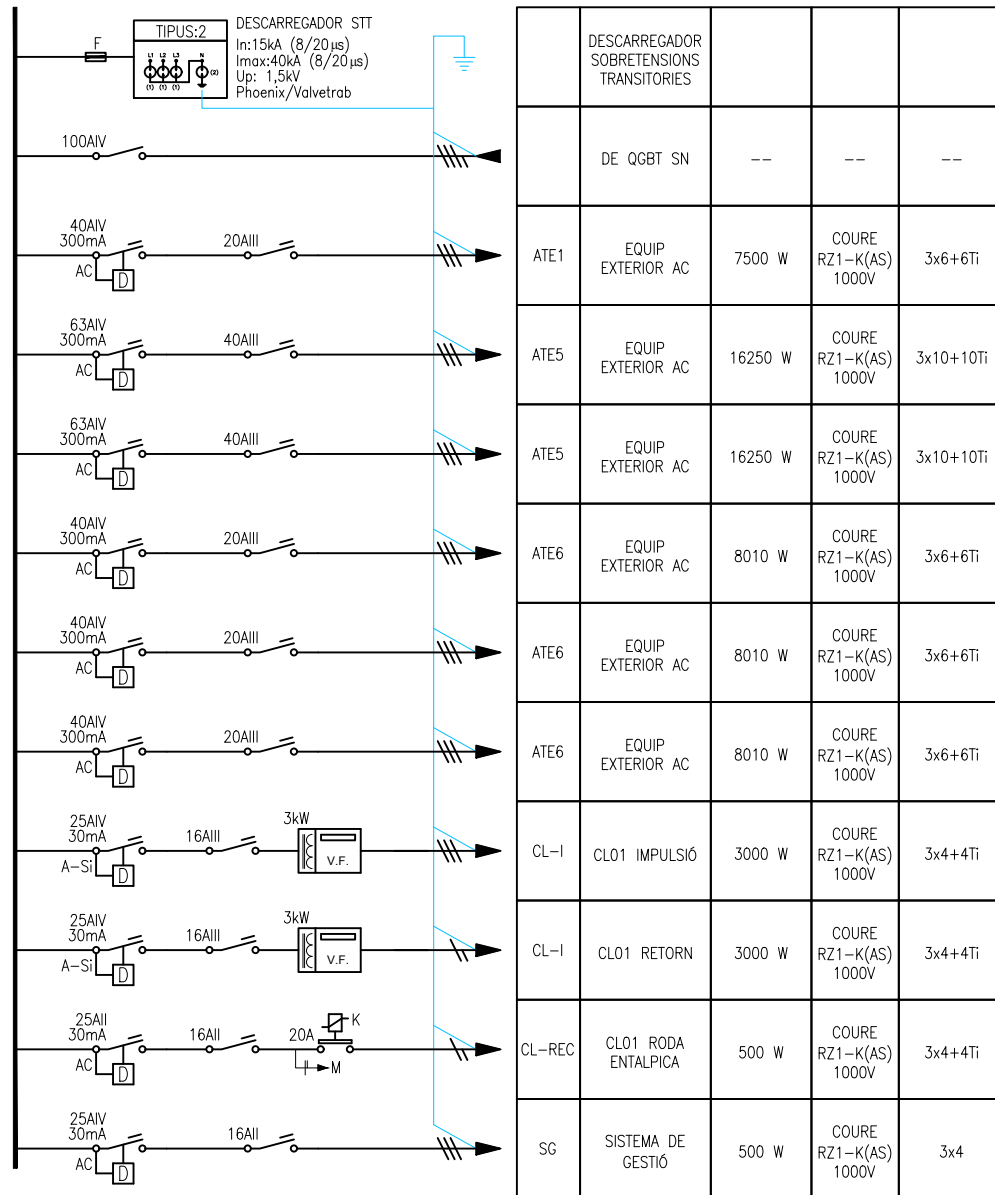 F
TIPUS:2
L1 L2 L3 N
(1) (1) (1) (2)
DESCARREGADOR STT
In:15kA (8/20µs)
Imax:40kA (8/20µs)
Up: 1,5kV
Phoenix/Valvetrab
DESCARREGADOR
SOBRETENSIONS
TRANSITORIES
100AIV
DE QGBT SN -- -- --
40AIV
300mA
AC
D
20AIII
ATE1
EQUIP
EXTERIOR AC
7500 W
COURE
RZ1-K(AS)
1000V
3x6+6Ti
63AIV
300mA
AC
D
40AIII
ATE5
EQUIP
EXTERIOR AC
16250 W
COURE
RZ1-K(AS)
1000V
3x10+10Ti
63AIV
300mA
AC
D
40AIII
ATE5
EQUIP
EXTERIOR AC
16250 W
COURE
RZ1-K(AS)
1000V
3x10+10Ti
40AIV
300mA
AC
D
20AIII
ATE6
EQUIP
EXTERIOR AC
8010 W
COURE
RZ1-K(AS)
1000V
3x6+6Ti
40AIV
300mA
AC
D
20AIII
ATE6
EQUIP
EXTERIOR AC
8010 W
COURE
RZ1-K(AS)
1000V
3x6+6Ti
40AIV
300mA
AC
D
20AIII
ATE6
EQUIP
EXTERIOR AC
8010 W
COURE
RZ1-K(AS)
1000V
3x6+6Ti
25AIV
30mA
A-Si
D
16AIII
3kW
V.F.
CL-I
CL01 IMPULSIÓ
3000 W
COURE
RZ1-K(AS)
1000V
3x4+4Ti
25AIV
30mA
A-Si
D
16AIII
3kW
V.F.
CL-I
CL01 RETORN
3000 W
COURE
RZ1-K(AS)
1000V
3x4+4Ti
25AII
30mA
AC
D
16AII
20A
K
M
CL-REC
CL01 RODA
ENTALPICA
500 W
COURE
RZ1-K(AS)
1000V
3x4+4Ti
25AIV
30mA
AC
D
16AII
SG
SISTEMA DE
GESTIÓ
500 W
COURE
RZ1-K(AS)
1000V
3x4